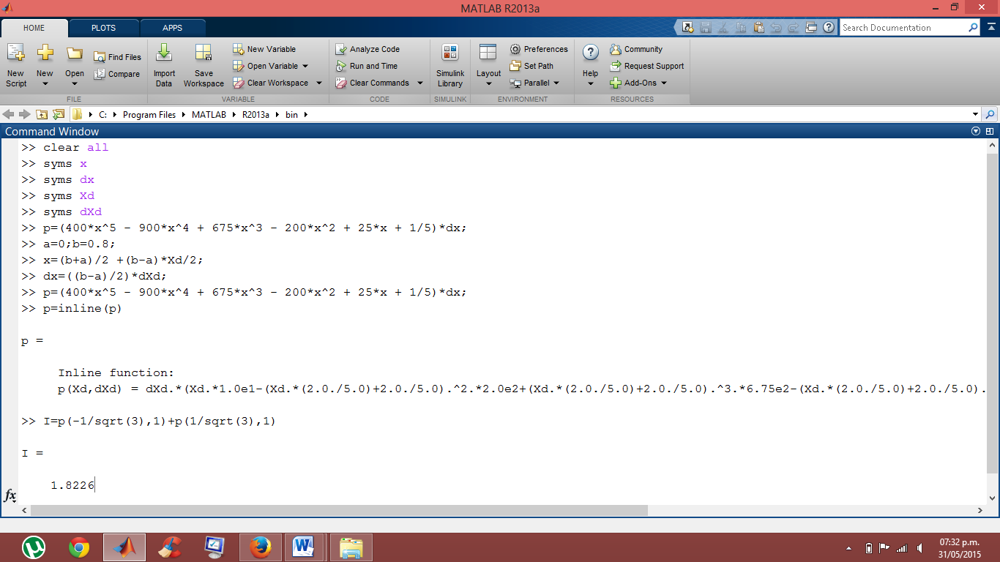 MATLAB R2013a
HOME PLOTS APPS Search Documentation
New Script New Open Find Files Compare Import Data Save Workspace New Variable Open Variable Clear Workspace Analyze Code Run and Time Clear Commands Simulink Library Layout Preferences Set Path Parallel Help Community Request Support Add-Ons
FILE VARIABLE CODE SIMULINK ENVIRONMENT RESOURCES
C: Program Files MATLAB R2013a bin
Command Window
>> clear all
>> syms x
>> syms dx
>> syms Xd
>> syms dXd
>> p=(400*x^5 - 900*x^4 + 675*x^3 - 200*x^2 + 25*x + 1/5)*dx;
>> a=0;b=0.8;
>> x=(b+a)/2 +(b-a)*Xd/2;
>> dx=((b-a)/2)*dXd;
>> p=(400*x^5 - 900*x^4 + 675*x^3 - 200*x^2 + 25*x + 1/5)*dx;
>> p=inline(p)
p =
Inline function:
p(Xd,dXd) = dXd.*(Xd.*1.0e1-(Xd.*(2.0./5.0)+2.0./5.0).^2.*2.0e2+(Xd.*(2.0./5.0)+2.0./5.0).^3.*6.75e2-(Xd.*(2.0./5.0)+2.0./5.0).
>> I=p(-1/sqrt(3),1)+p(1/sqrt(3),1)
I =
1.8226
fx
07:32 p.m.
31/05/2015